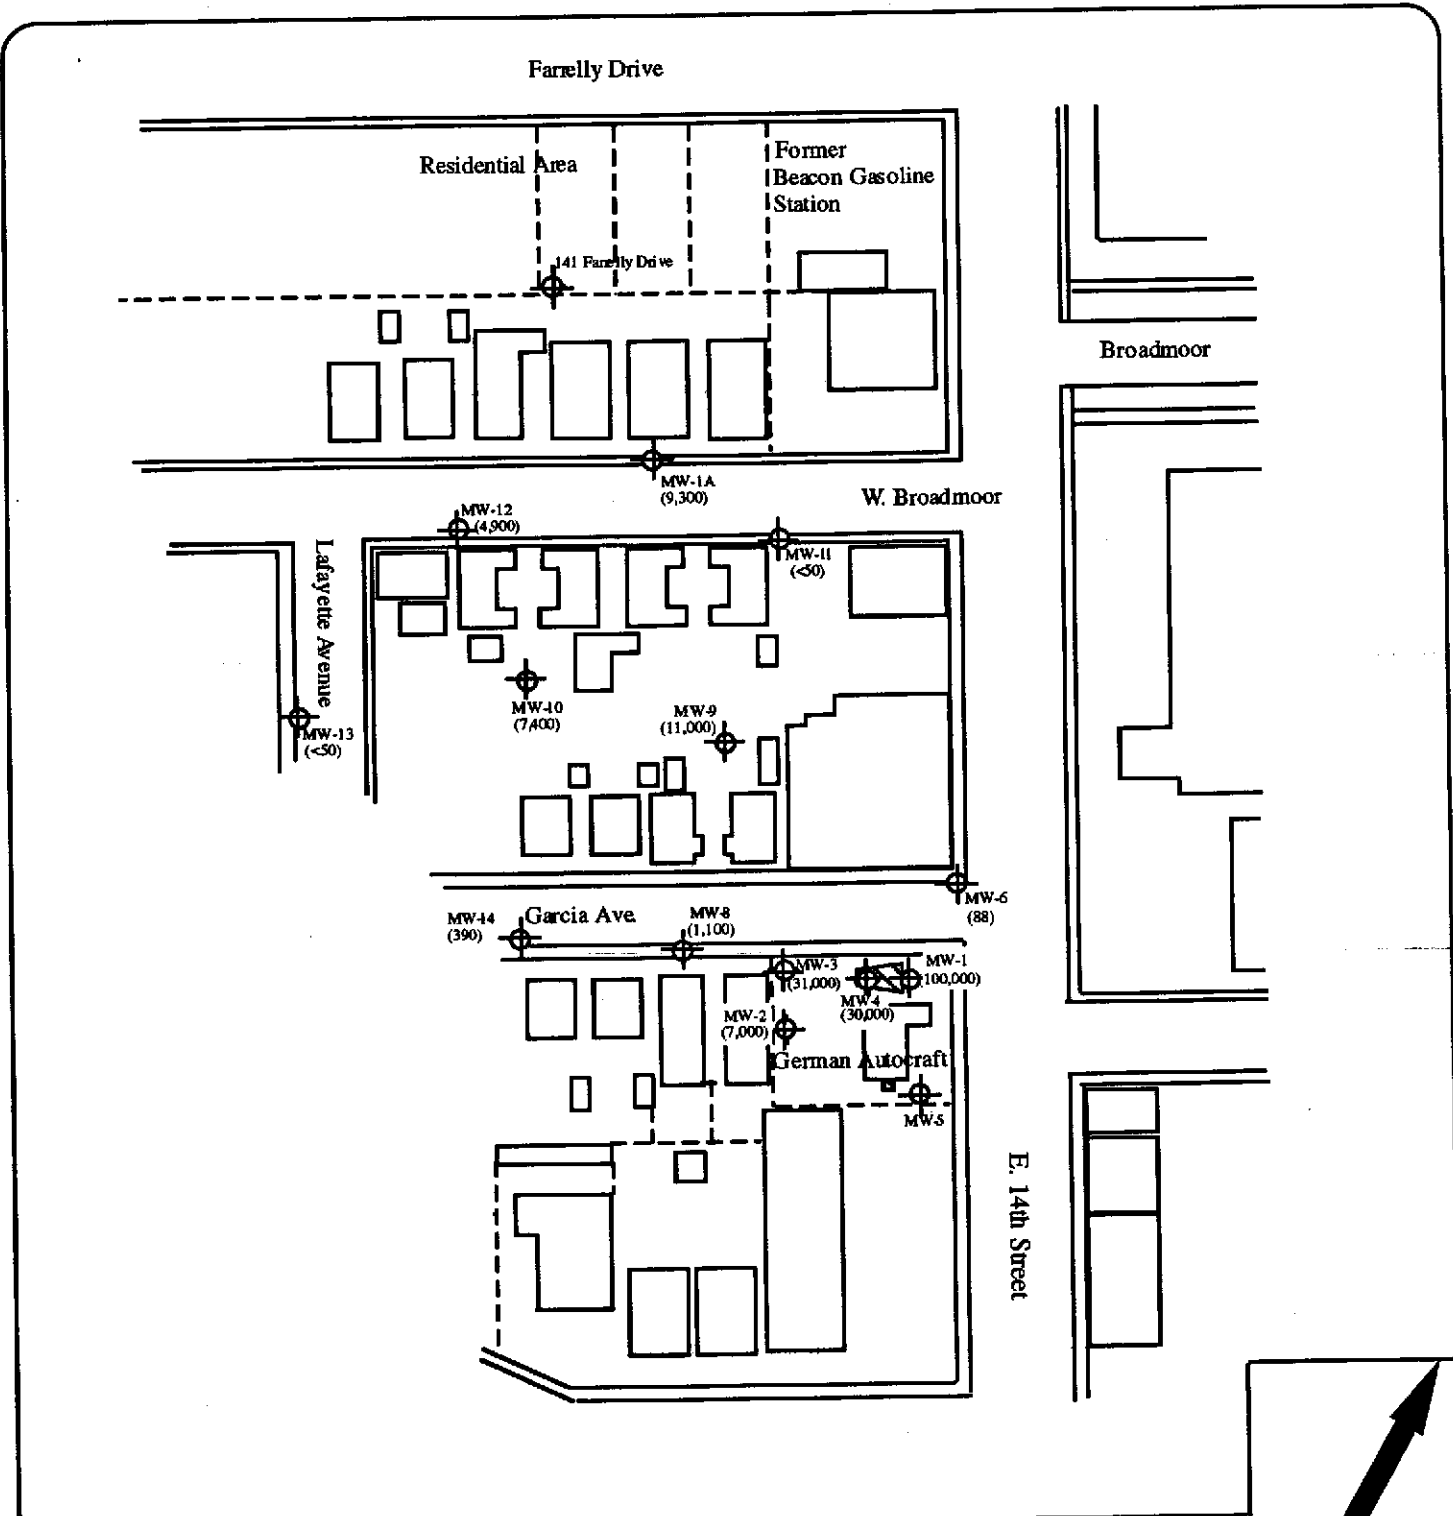 Farrelly Drive
Residential Area
Former
Beacon Gasoline
Station
141 Farrelly Drive
Broadmoor
MW-1A
(9,300)
W. Broadmoor
MW-12
(4,900)
MW-11
(<50)
Lafayette Avenue
MW-10
(7,400)
MW-9
(11,000)
MW-13
(<50)
MW-6
(88)
MW-14
(390)
Garcia Ave.
MW-8
(1,100)
MW-3
(31,000)
MW-1
(100,000)
MW-4
(30,000)
MW-2
(7,000)
German Autocraft
MW-5
E. 14th Street